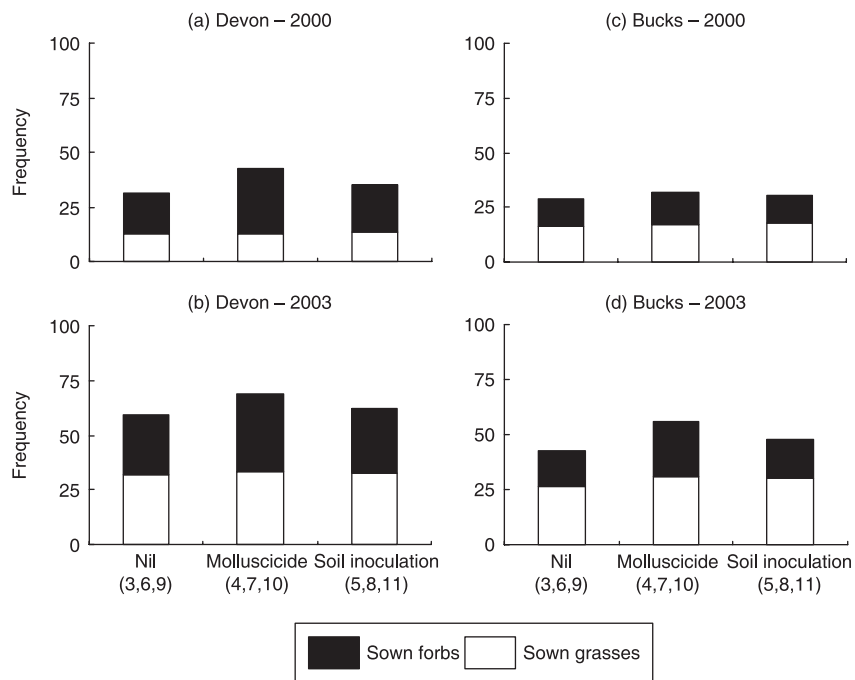 (a) Devon – 2000
100
75
50
25
0
Frequency
(c) Bucks – 2000
100
75
50
25
0
(b) Devon – 2003
100
75
50
25
0
Frequency
Nil
(3,6,9)
Molluscicide
(4,7,10)
Soil inoculation
(5,8,11)
(d) Bucks – 2003
100
75
50
25
0
Nil
(3,6,9)
Molluscicide
(4,7,10)
Soil inoculation
(5,8,11)
Sown forbs
Sown grasses